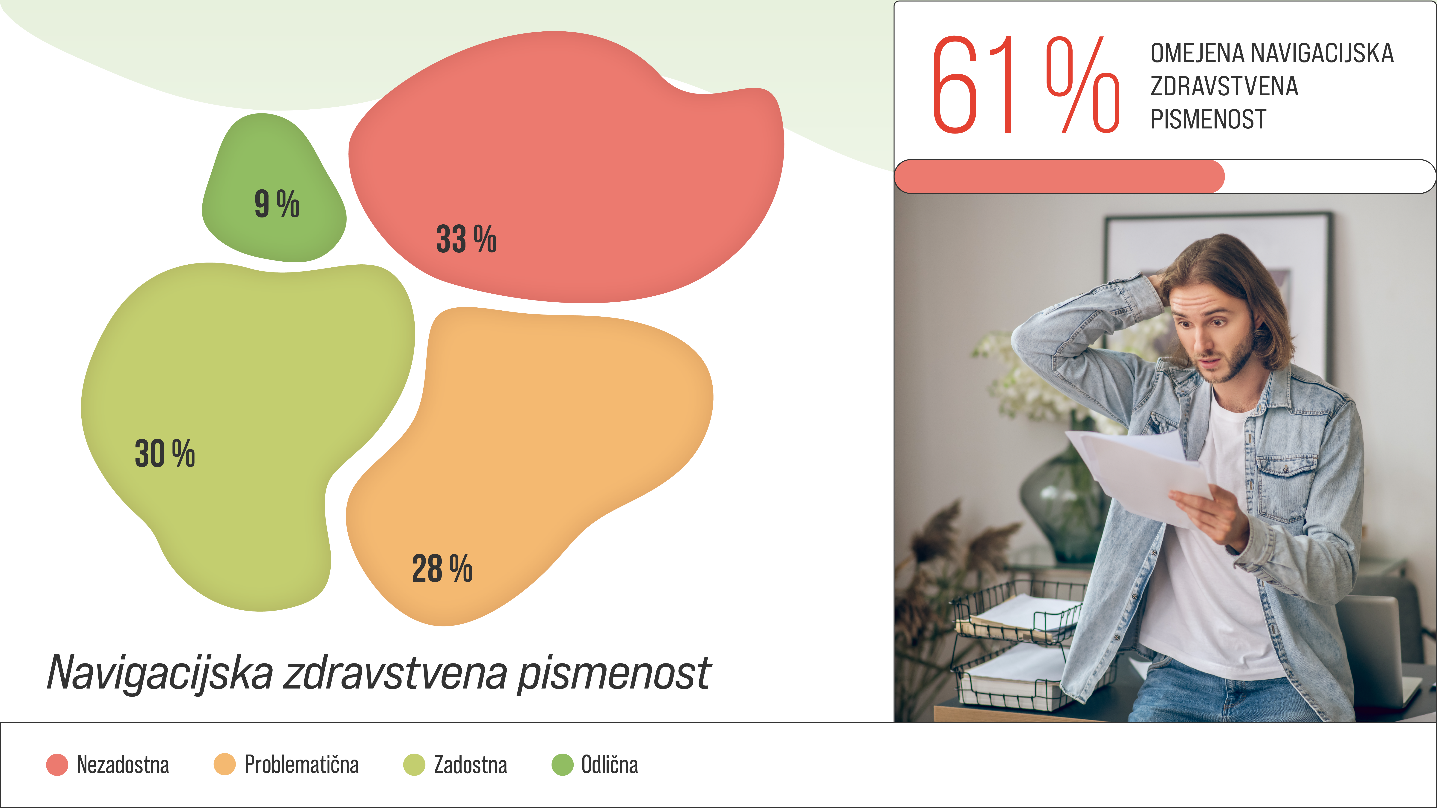 61 %
OMEJENA NAVIGACIJSKA
ZDRAVSTVENA
PISMENOST
9 %
33 %
30 %
28 %
Navigacijska zdravstvena pismenost
Nezadostna
Problematična
Zadostna
Odlična